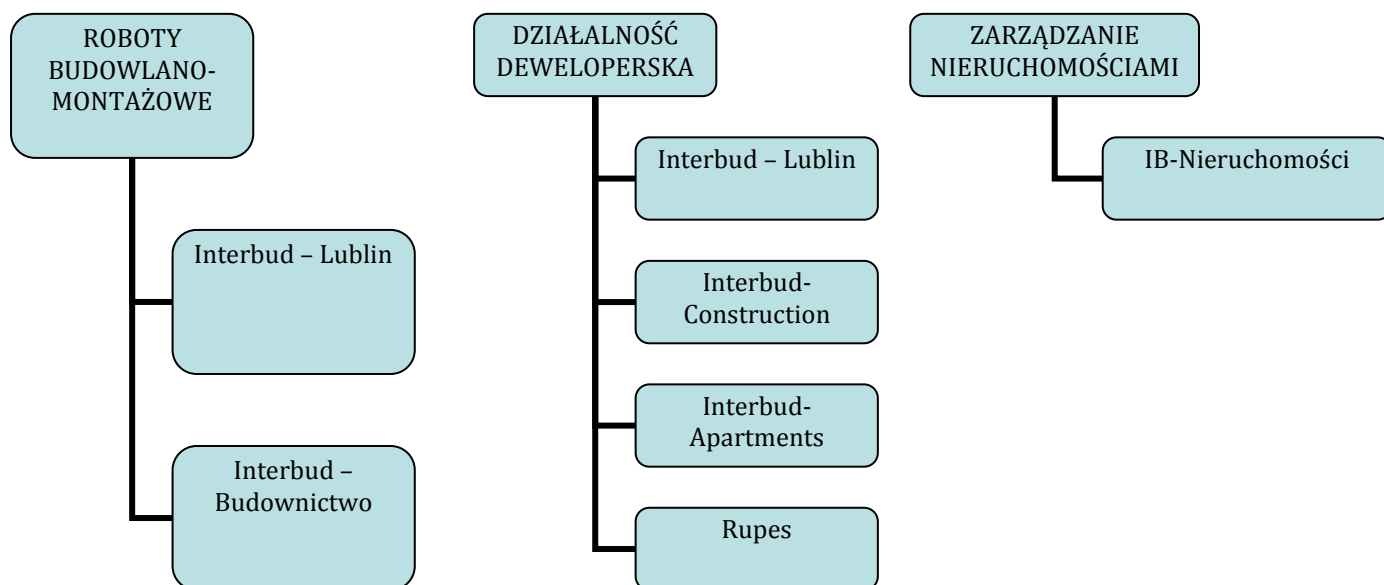 ROBOTY
BUDOWLANO-
MONTAŻOWE
Interbud – Lublin
Interbud –
Budownictwo
DZIAŁALNOŚĆ
DEWELOPERSKA
Interbud – Lublin
Interbud-
Construction
Interbud-
Apartments
Rupes
ZARZĄDZANIE
NIERUCHOMOŚCIAMI
IB-Nieruchomości